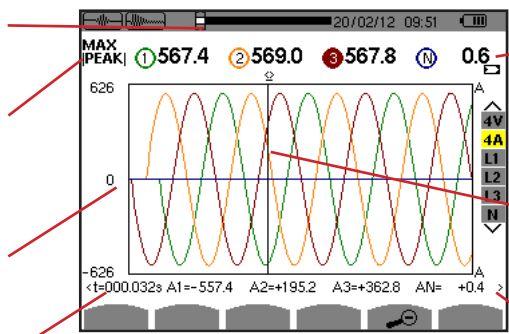 20/02/12 09:51
MAX
|PEAK| 1 567.4 2 569.0 3 567.8 N 0.6
626 A
0
-626 A
4V
4A
L1
L2
L3
N
<t=000.032s A1=-557.4 A2=+195.2 A3=+362.8 AN= +0.4 >